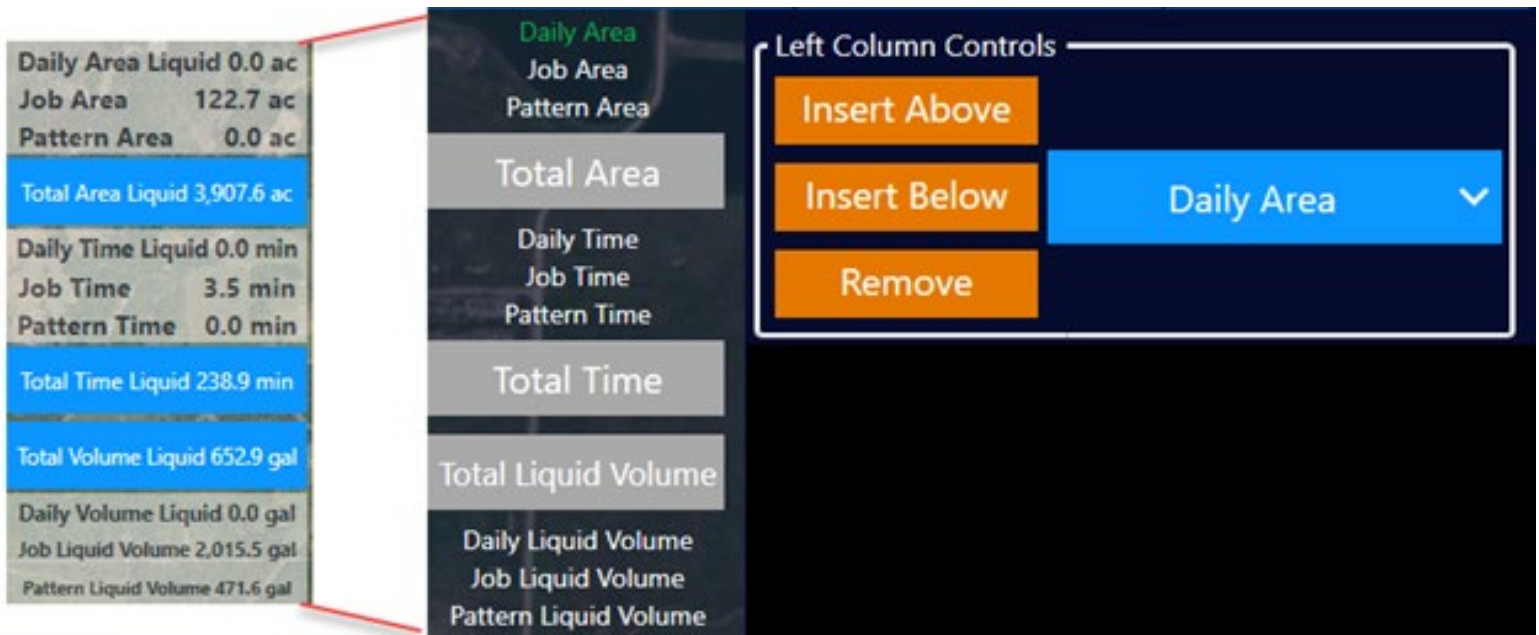 Daily Area Liquid 0.0 ac
Job Area 122.7 ac
Pattern Area 0.0 ac
Total Area Liquid 3,907.6 ac
Daily Time Liquid 0.0 min
Job Time 3.5 min
Pattern Time 0.0 min
Total Time Liquid 238.9 min
Total Volume Liquid 652.9 gal
Daily Volume Liquid 0.0 gal
Job Liquid Volume 2,015.5 gal
Pattern Liquid Volume 471.6 gal
Daily Area
Job Area
Pattern Area
Total Area
Daily Time
Job Time
Pattern Time
Total Time
Total Liquid Volume
Daily Liquid Volume
Job Liquid Volume
Pattern Liquid Volume
Left Column Controls
Insert Above
Insert Below
Remove
Daily Area